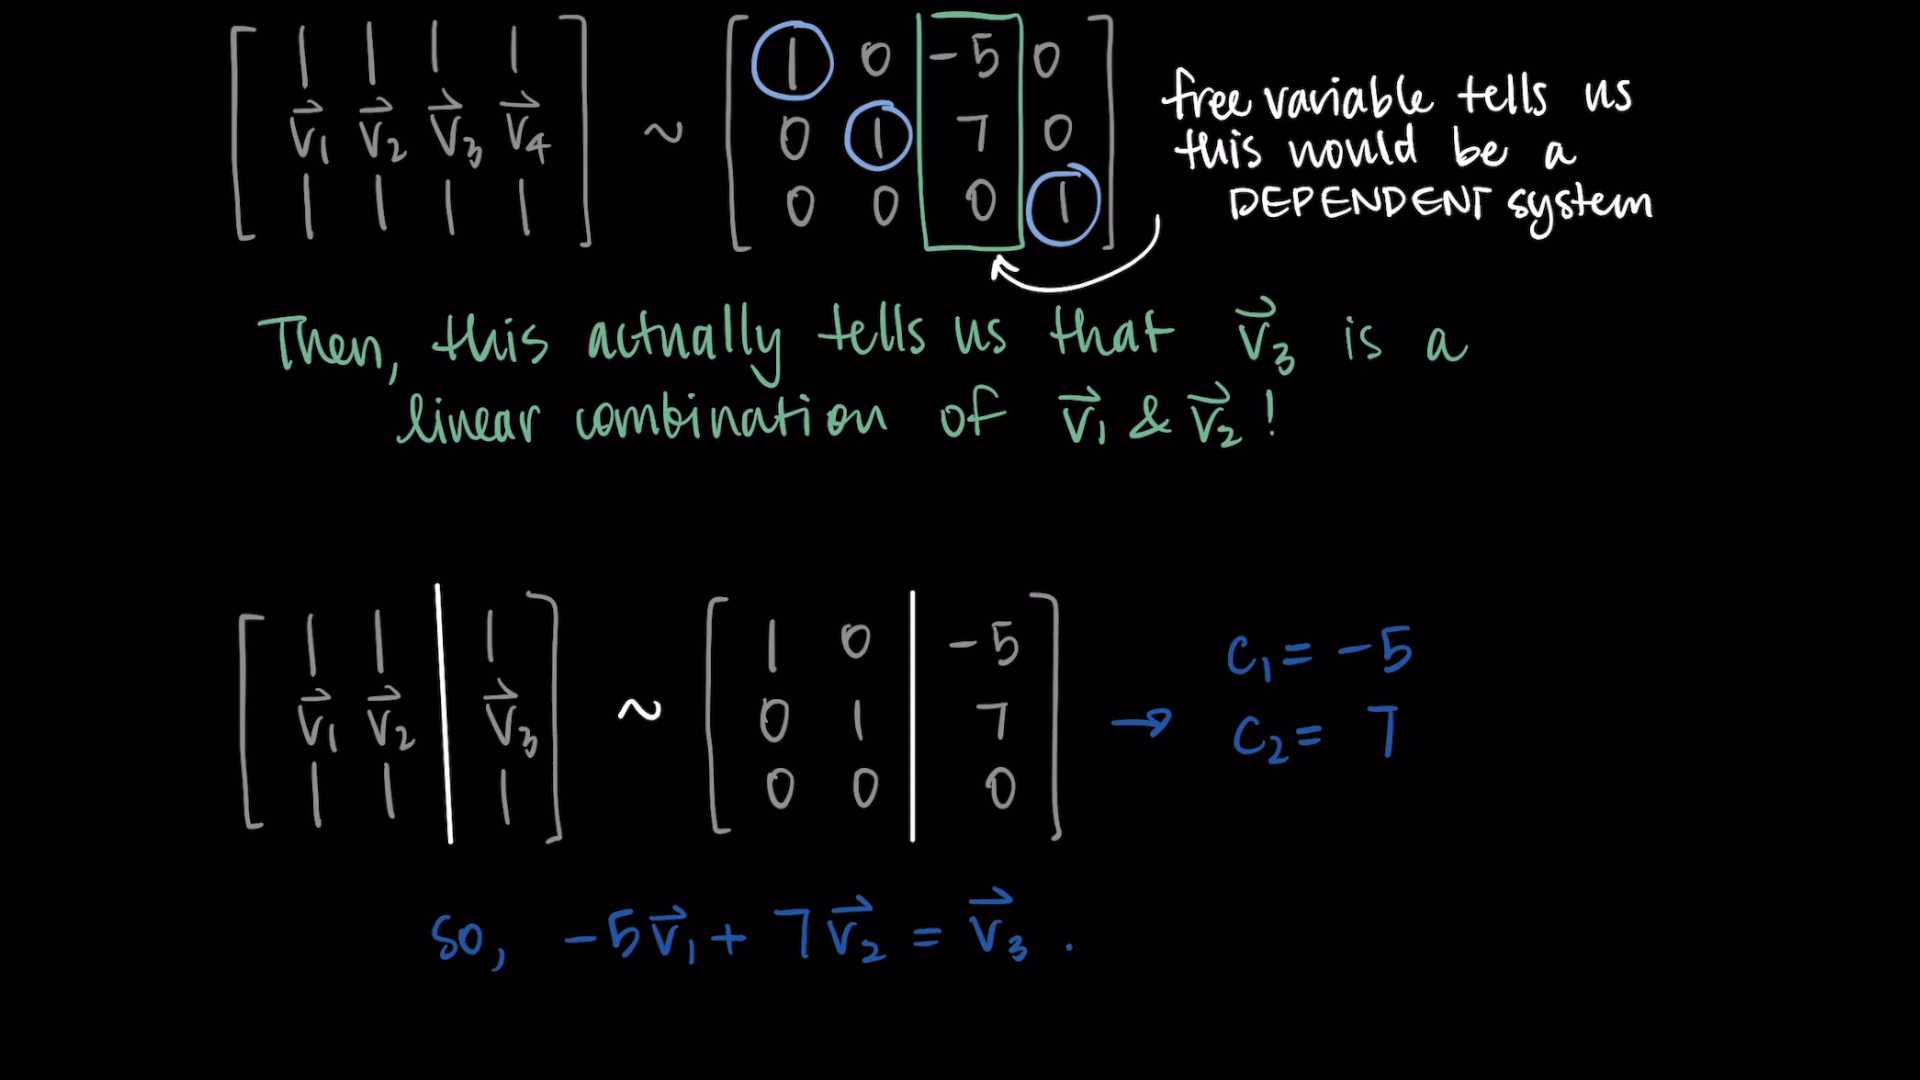 [ | | | | ; v⃗₁ v⃗₂ v⃗₃ v⃗₄ ; | | | | ] ~ [ 1 0 -5 0 ; 0 1 7 0 ; 0 0 0 1 ]
free variable tells us
this would be a
DEPENDENT system
Then, this actually tells us that v⃗₃ is a
linear combination of v⃗₁ & v⃗₂ !
[ | | | | ; v⃗₁ v⃗₂ | v⃗₃ ; | | | | ] ~ [ 1 0 | -5 ; 0 1 | 7 ; 0 0 | 0 ] →
c₁ = -5
c₂ = 7
so, -5v⃗₁ + 7v⃗₂ = v⃗₃ .